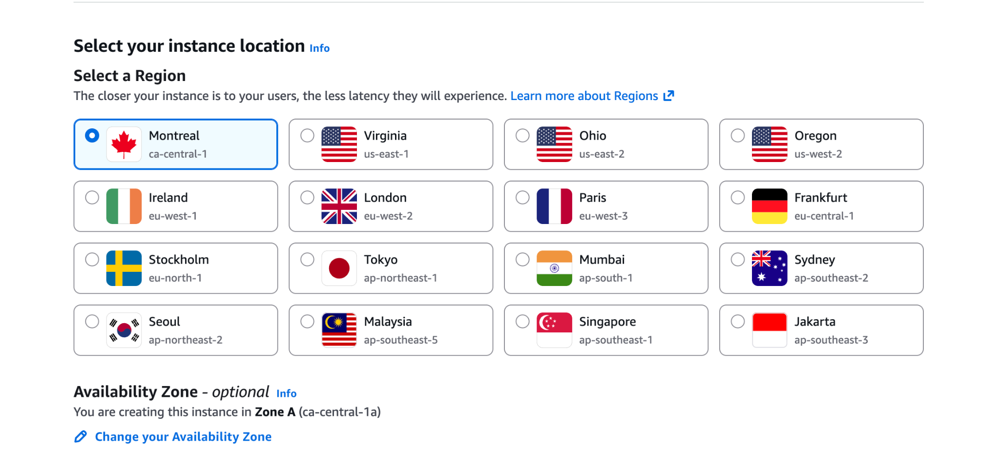 Select your instance location Info
Select a Region
The closer your instance is to your users, the less latency they will experience. Learn more about Regions
Montreal
ca-central-1
Virginia
us-east-1
Ohio
us-east-2
Oregon
us-west-2
Ireland
eu-west-1
London
eu-west-2
Paris
eu-west-3
Frankfurt
eu-central-1
Stockholm
eu-north-1
Tokyo
ap-northeast-1
Mumbai
ap-south-1
Sydney
ap-southeast-2
Seoul
ap-northeast-2
Malaysia
ap-southeast-5
Singapore
ap-southeast-1
Jakarta
ap-southeast-3
Availability Zone - optional Info
You are creating this instance in Zone A (ca-central-1a)
Change your Availability Zone